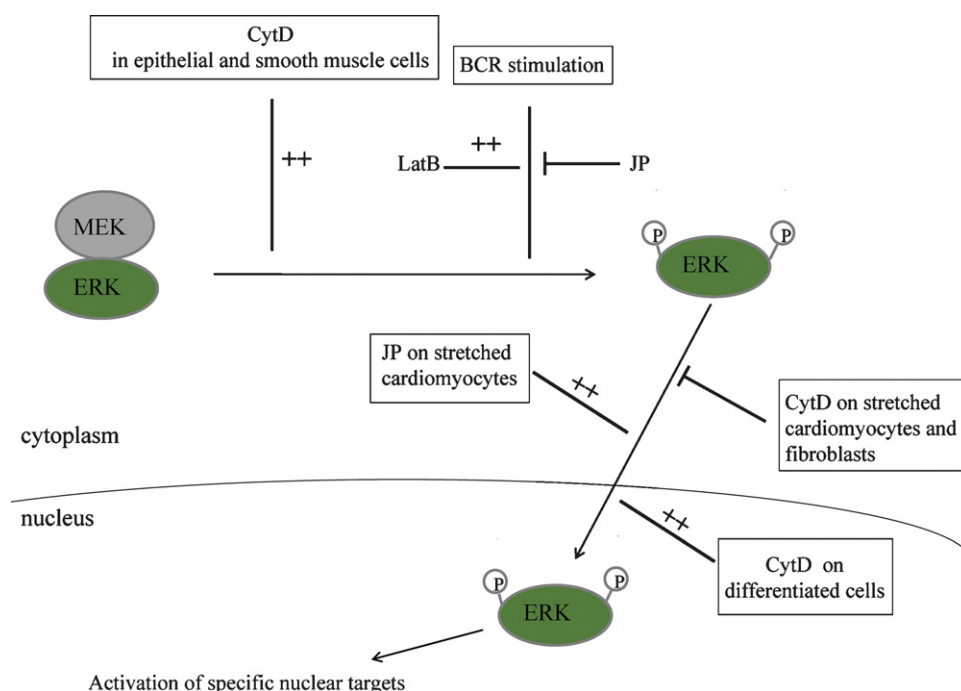 CytD
in epithelial and smooth muscle cells
BCR stimulation
++
LatB
++
JP
MEK
ERK
P
P
ERK
JP on stretched
cardiomyocytes
++
CytD on stretched
cardiomyocytes and
fibroblasts
cytoplasm
nucleus
++
CytD on
differentiated cells
P
P
ERK
Activation of specific nuclear targets